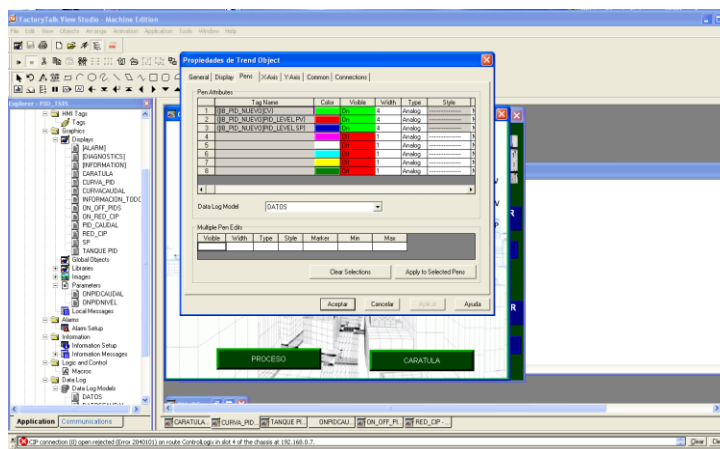 FactoryTalk View Studio - Machine Edition
File Edit View Objects Arrange Animation Application Tools Window Help
Explorer - PID_TSIS
HMI Tags
Tags
Graphics
Displays
[ALARM]
[DIAGNOSTICS]
[INFORMATION]
CARATULA
CURVA_PID
CURVACAUDAL
INFORMACION_TODO
ON_OFF_PIDS
ON_RED_CIP
PID_CAUDAL
RED_CIP
SP
TANQUE PID
Global Objects
Libraries
Images
Parameters
ONPIDCAUDAL
ONPIDNIVEL
Local Messages
Alarms
Alarm Setup
Information
Information Setup
Information Messages
Logic and Control
Macros
Data Log
Data Log Models
DATOS
Application Communications
Propiedades de Trend Object
General Display Pens X-Axis Y-Axis Common Connections
Pen Attributes
Tag Name Color Visible Width Type Style
1 {[IB_PID_NUEVO]CV} On 4 Analog
2 {[IB_PID_NUEVO]PID_LEVEL.PV} On 4 Analog
3 {[IB_PID_NUEVO]PID_LEVEL.SP} On 4 Analog
4 Off 1 Analog
5 Off 1 Analog
6 Off 1 Analog
7 Off 1 Analog
8 Off 1 Analog
Data Log Model DATOS
Multiple Pen Edits
Visible Width Type Style Marker Min Max
Clear Selections Apply to Selected Pens
Aceptar Cancelar Aplicar Ayuda
PROCESO CARATULA
CARATULA... CURVA_PID... TANQUE PI... ONPIDCAU... ON_OFF_PI... RED_CIP -...
CIP connection (0) open rejected (Error 2040101) on route ControlLogix in slot 4 of the chassis at 192.168.0.7.
Clear